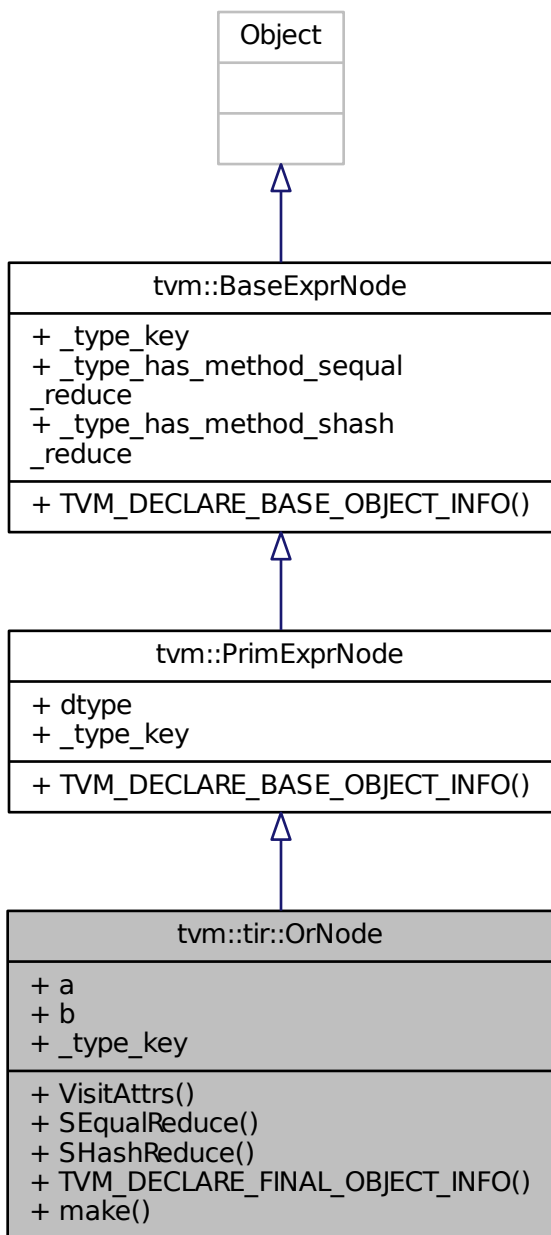 Object
tvm::BaseExprNode
+ _type_key
+ _type_has_method_sequal
_reduce
+ _type_has_method_shash
_reduce
+ TVM_DECLARE_BASE_OBJECT_INFO()
tvm::PrimExprNode
+ dtype
+ _type_key
+ TVM_DECLARE_BASE_OBJECT_INFO()
tvm::tir::OrNode
+ a
+ b
+ _type_key
+ VisitAttrs()
+ SEqualReduce()
+ SHashReduce()
+ TVM_DECLARE_FINAL_OBJECT_INFO()
+ make()